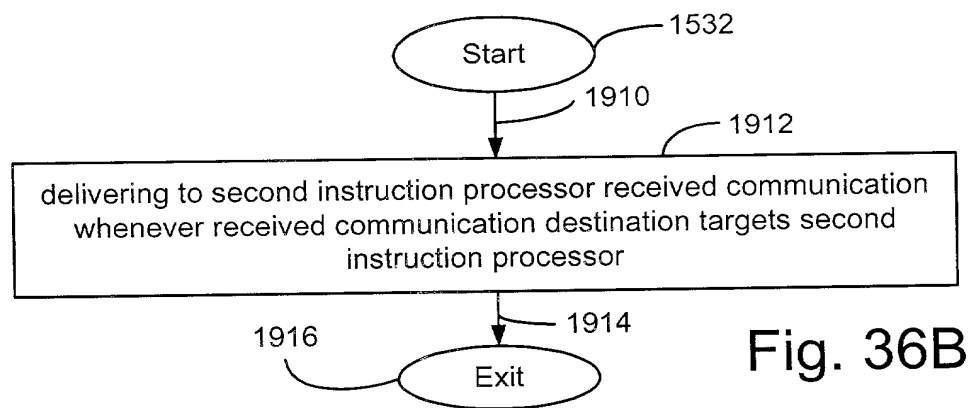 Start
1532
1910
1912
delivering to second instruction processor received communication
whenever received communication destination targets second
instruction processor
1914
1916
Exit
Fig. 36B